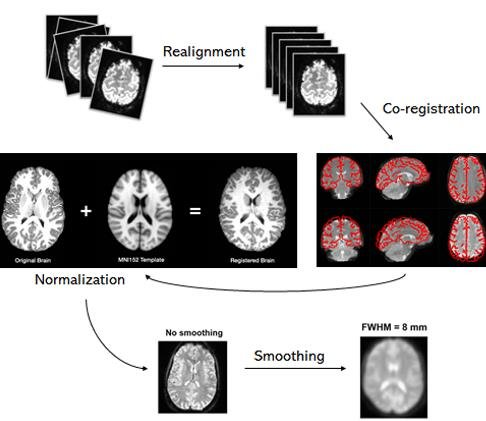 Realignment
Co-registration
+
=
Original Brain
MNI152 Template
Registered Brain
Normalization
No smoothing
Smoothing
FWHM = 8 mm